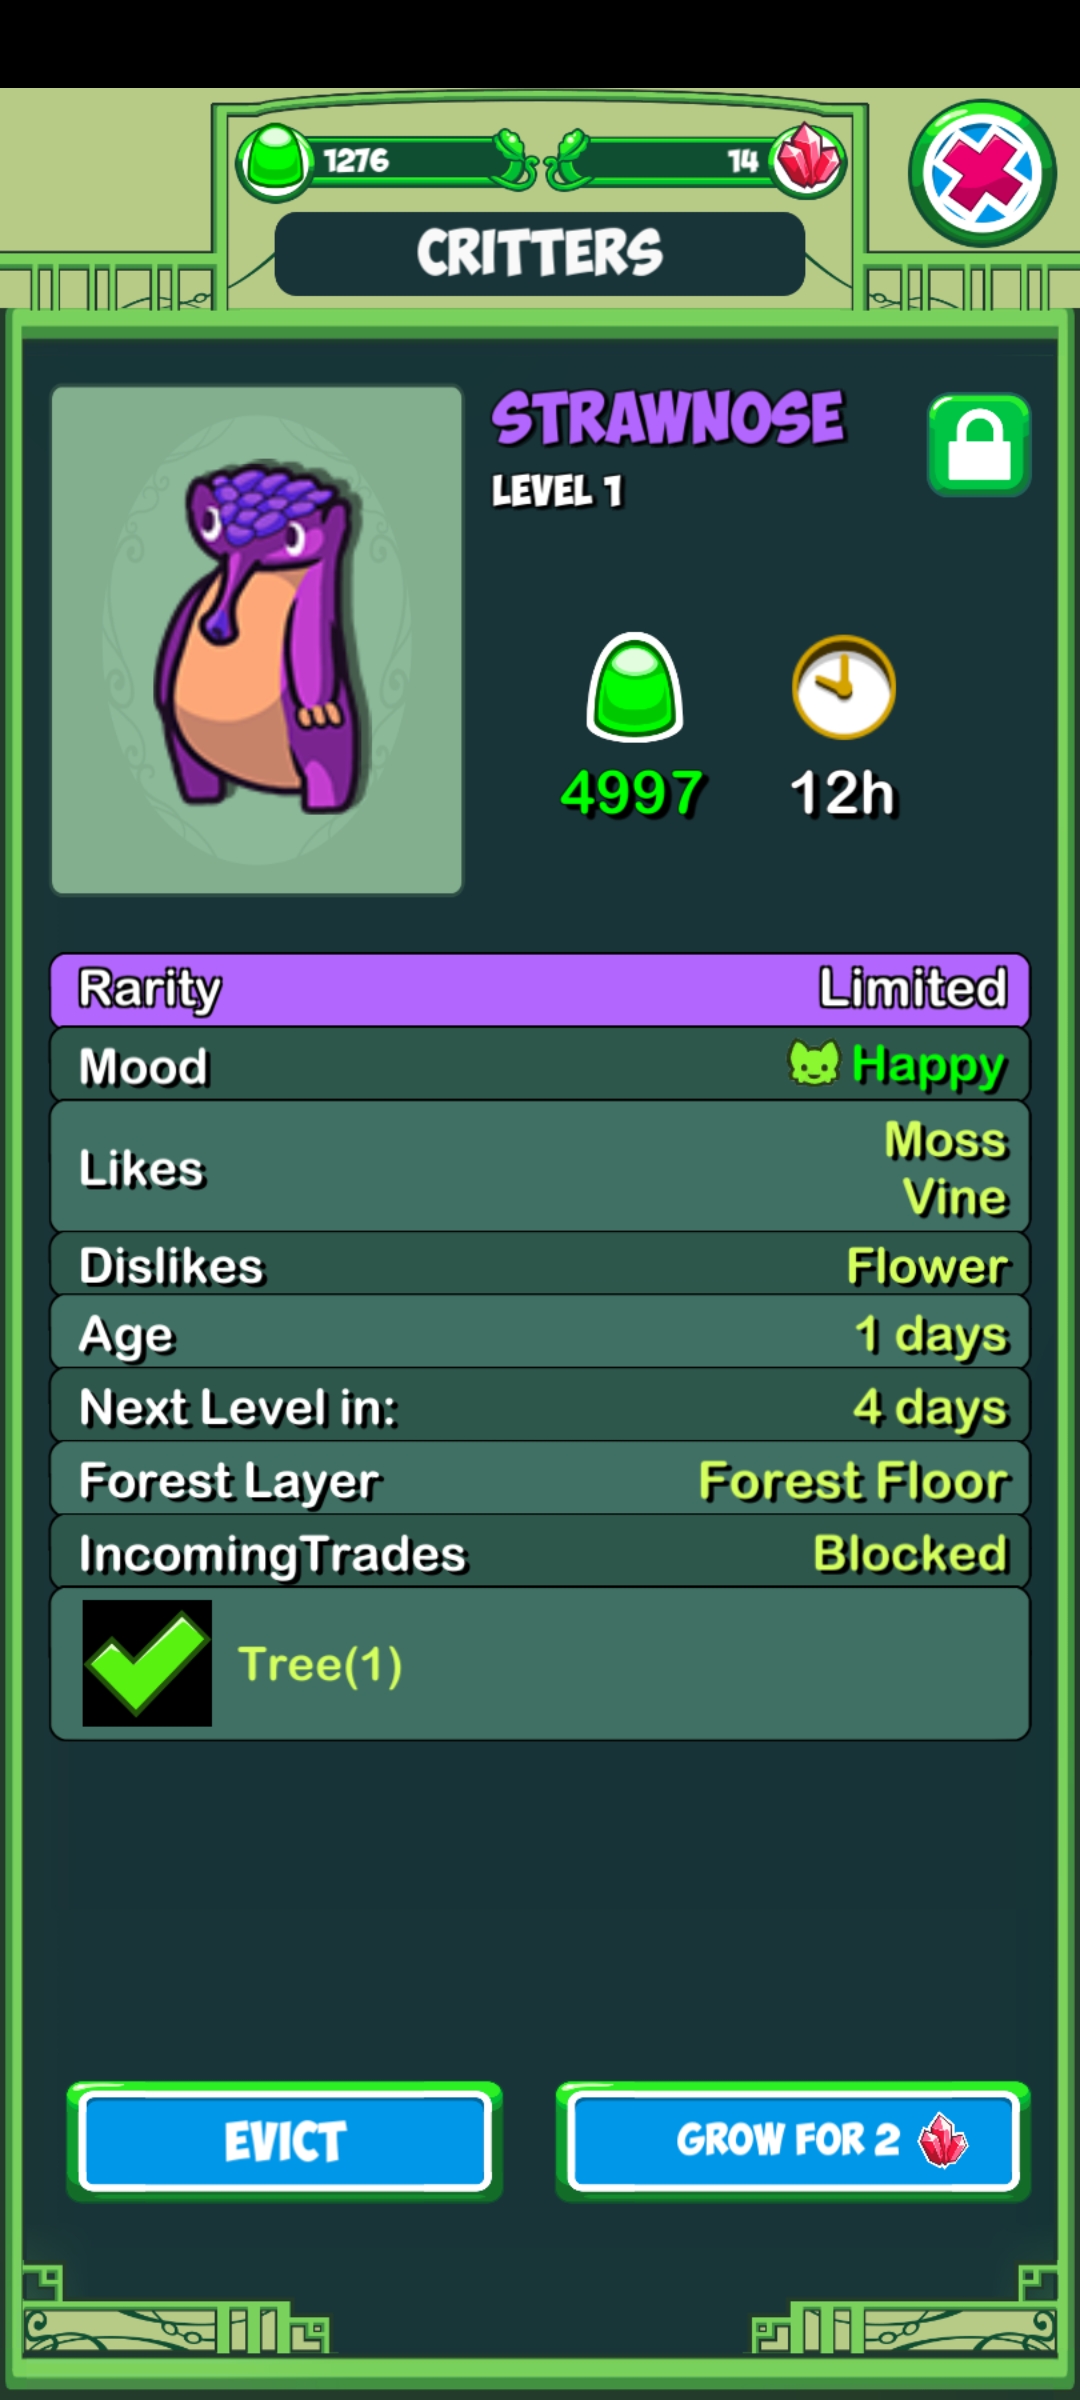 1276
14
CRITTERS
STRAWNOSE
LEVEL 1
4997
12h
Rarity Limited
Mood Happy
Likes Moss
Vine
Dislikes Flower
Age 1 days
Next Level in: 4 days
Forest Layer Forest Floor
IncomingTrades Blocked
Tree(1)
EVICT
GROW FOR 2